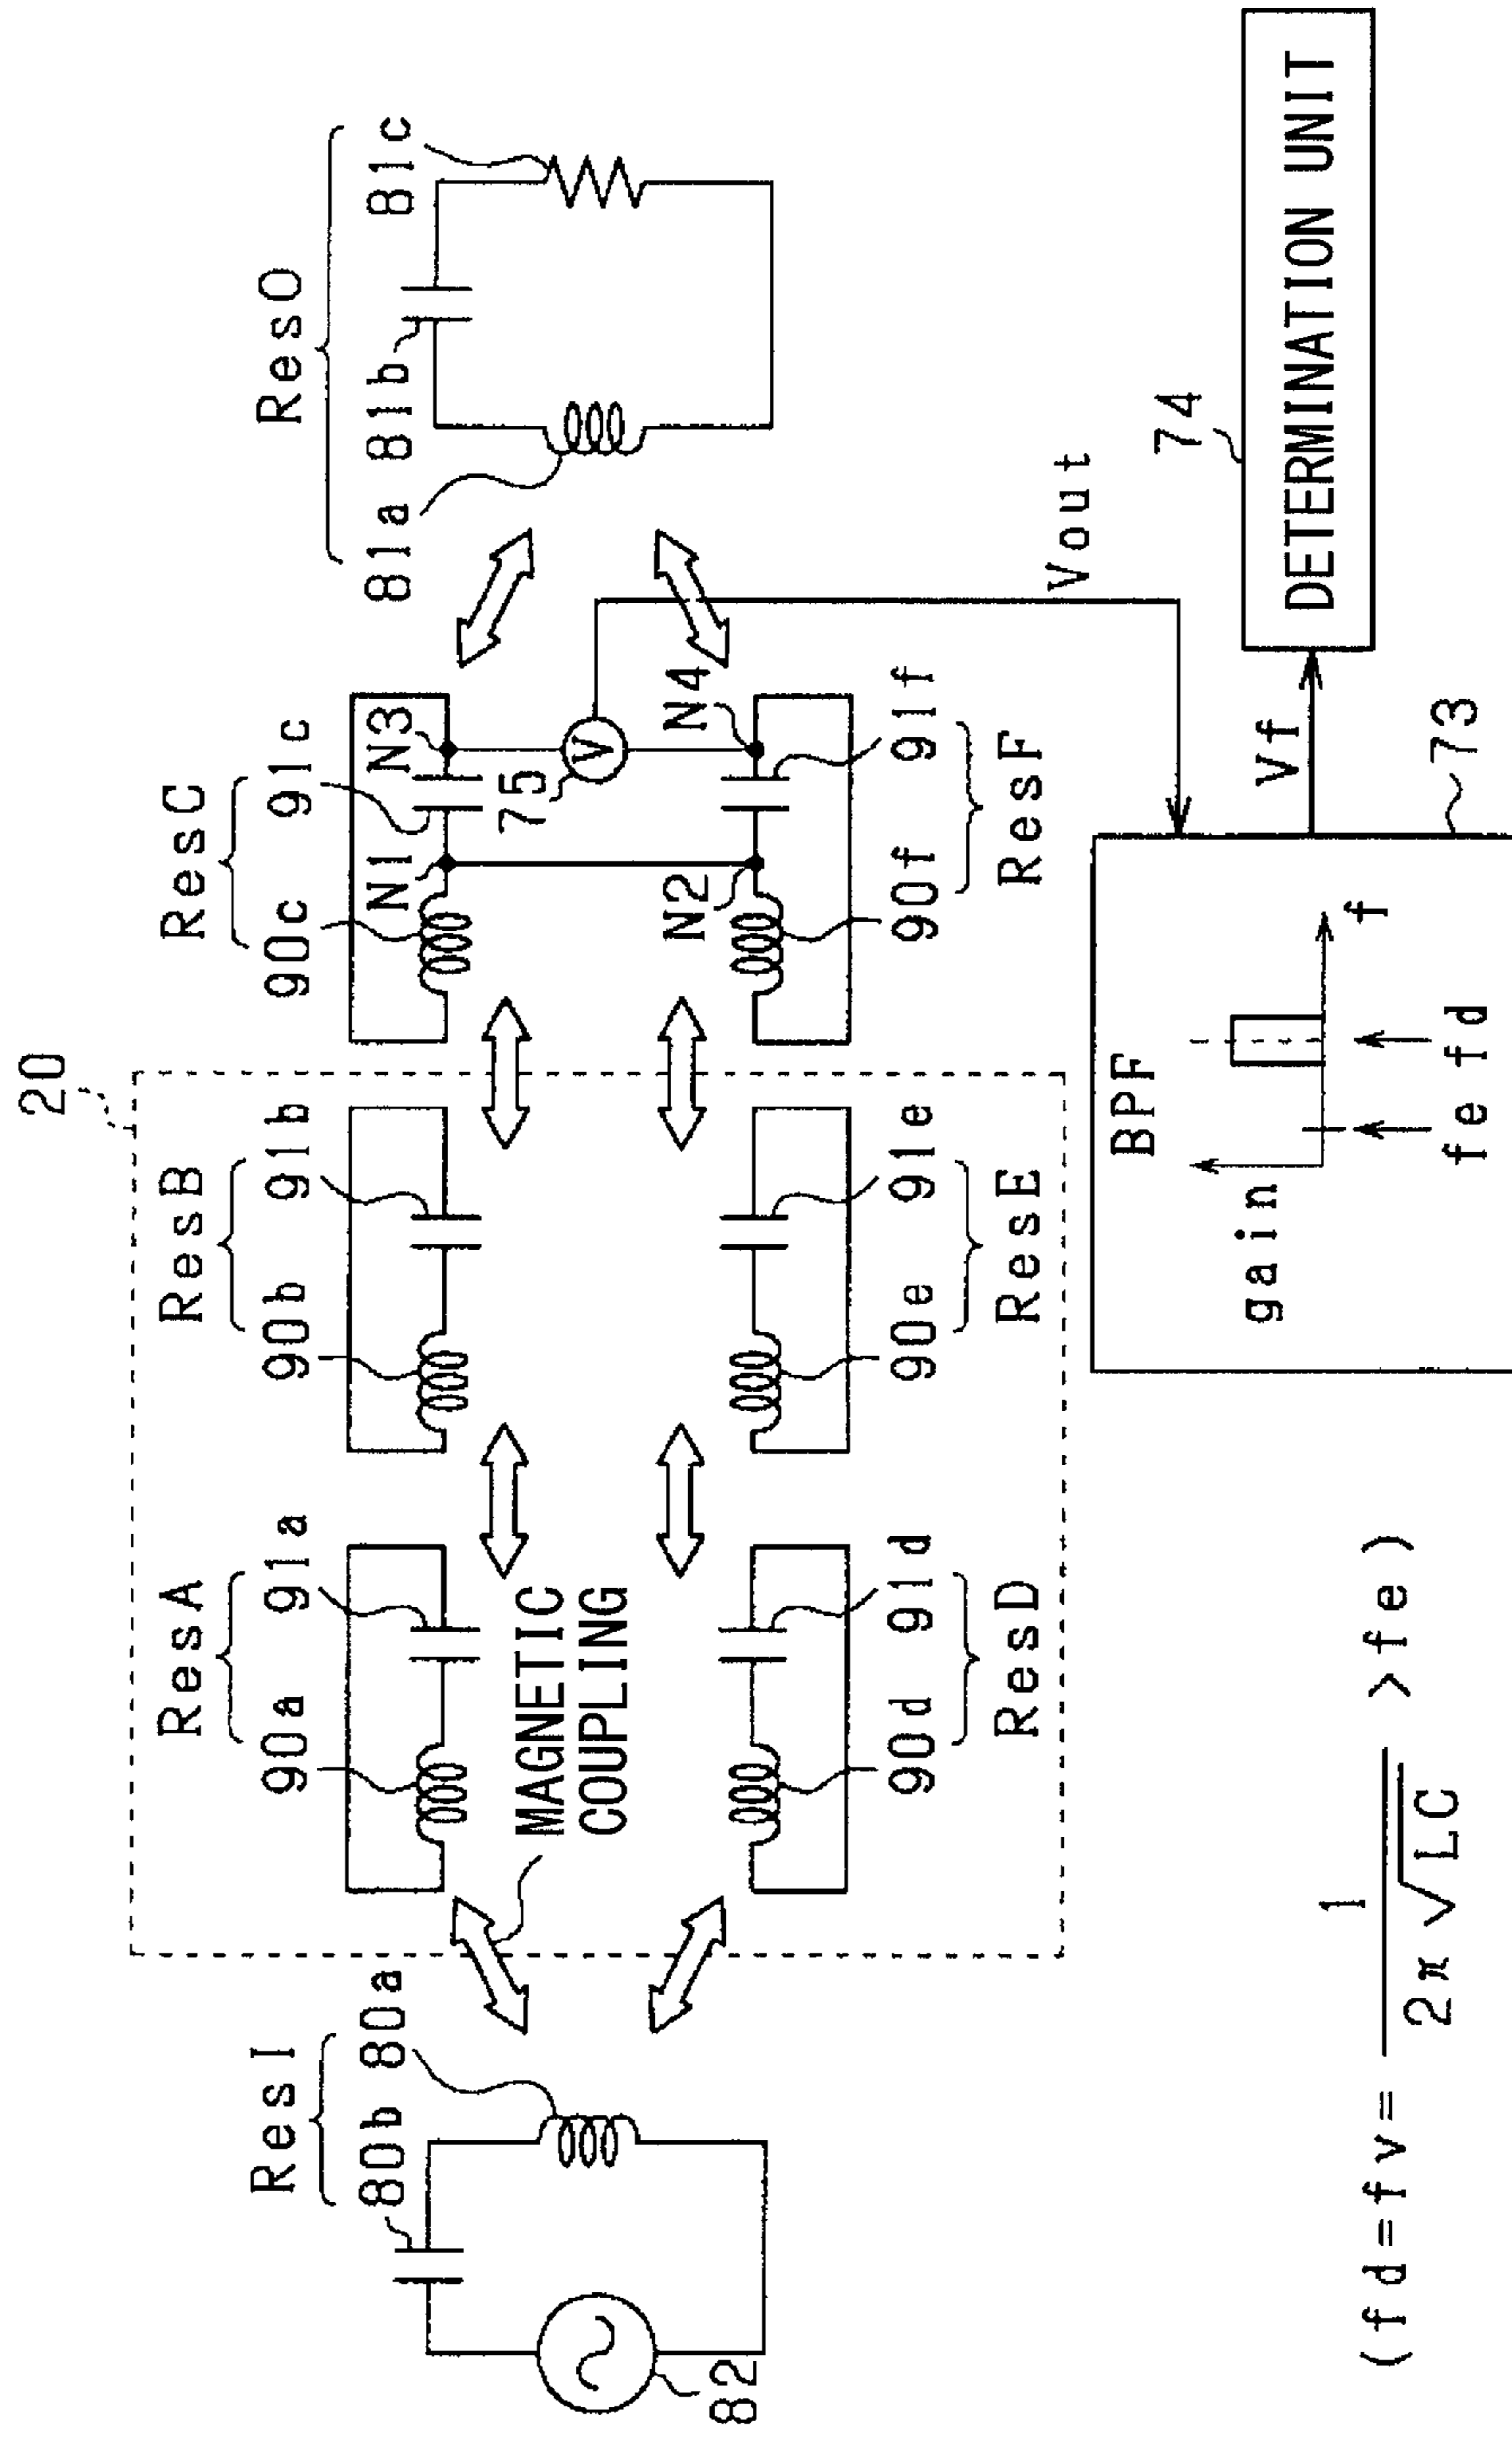 20
ResI
80b 80a
82
ResA
90a 91a
ResB
90b 91b
ResC
90c 91c
N1 N3
75
V
N2 N4
MAGNETIC
COUPLING
90d 91d
ResD
90e 91e
ResE
90f 91f
ResF
ResO
81a 81b 81c
Vout
BPF
gain
f
fe fd
73
Vf
74
DETERMINATION UNIT
(fd=fv= 1 / 2π√LC >fe)